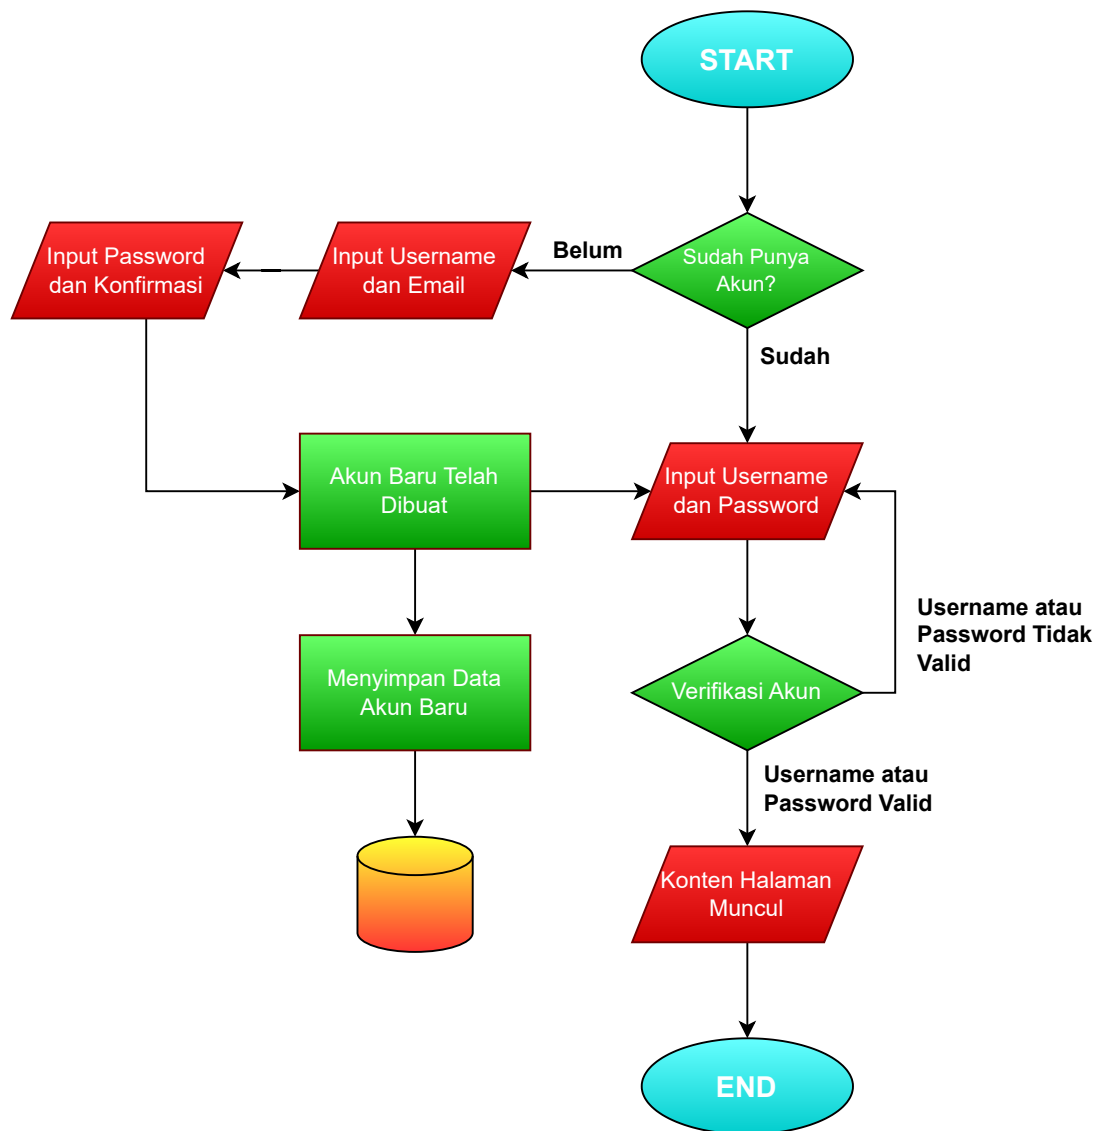 START
Sudah Punya
Akun?
Belum
Input Username
dan Email
Input Password
dan Konfirmasi
Sudah
Akun Baru Telah
Dibuat
Input Username
dan Password
Username atau
Password Tidak
Valid
Menyimpan Data
Akun Baru
Verifikasi Akun
Username atau
Password Valid
Konten Halaman
Muncul
END